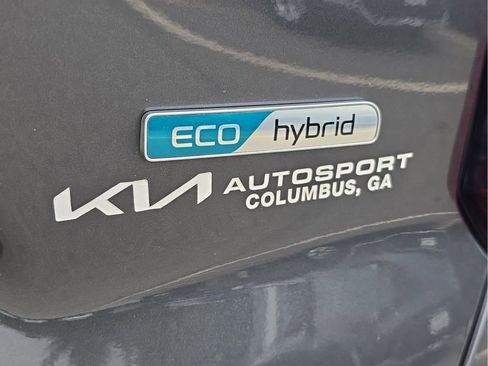 ECO hybrid
KIA AUTOSPORT
COLUMBUS, GA